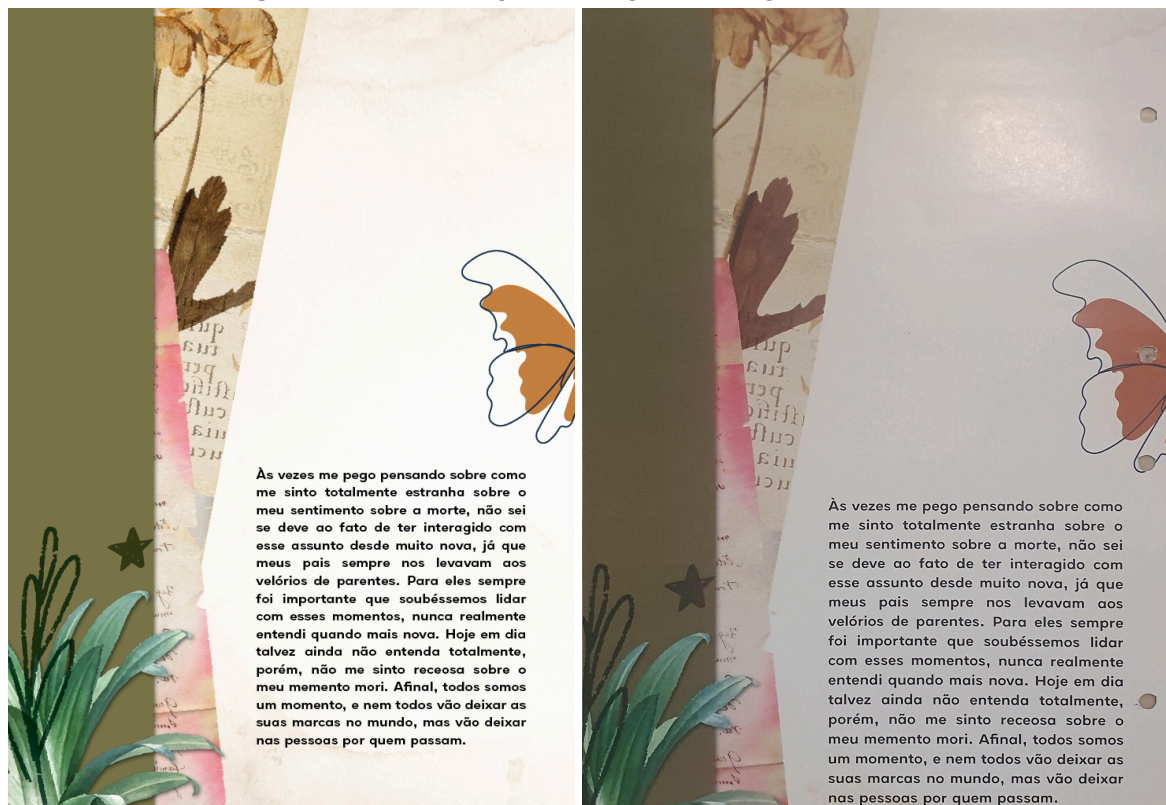 Às vezes me pego pensando sobre como
me sinto totalmente estranha sobre o
meu sentimento sobre a morte, não sei
se deve ao fato de ter interagido com
esse assunto desde muito nova, já que
meus pais sempre nos levavam aos
velórios de parentes. Para eles sempre
foi importante que soubéssemos lidar
com esses momentos, nunca realmente
entendi quando mais nova. Hoje em dia
talvez ainda não entenda totalmente,
porém, não me sinto receosa sobre o
meu memento mori. Afinal, todos somos
um momento, e nem todos vão deixar as
suas marcas no mundo, mas vão deixar
nas pessoas por quem passam.
Às vezes me pego pensando sobre como
me sinto totalmente estranha sobre o
meu sentimento sobre a morte, não sei
se deve ao fato de ter interagido com
esse assunto desde muito nova, já que
meus pais sempre nos levavam aos
velórios de parentes. Para eles sempre
foi importante que soubéssemos lidar
com esses momentos, nunca realmente
entendi quando mais nova. Hoje em dia
talvez ainda não entenda totalmente,
porém, não me sinto receosa sobre o
meu memento mori. Afinal, todos somos
um momento, e nem todos vão deixar as
suas marcas no mundo, mas vão deixar
nas pessoas por quem passam.